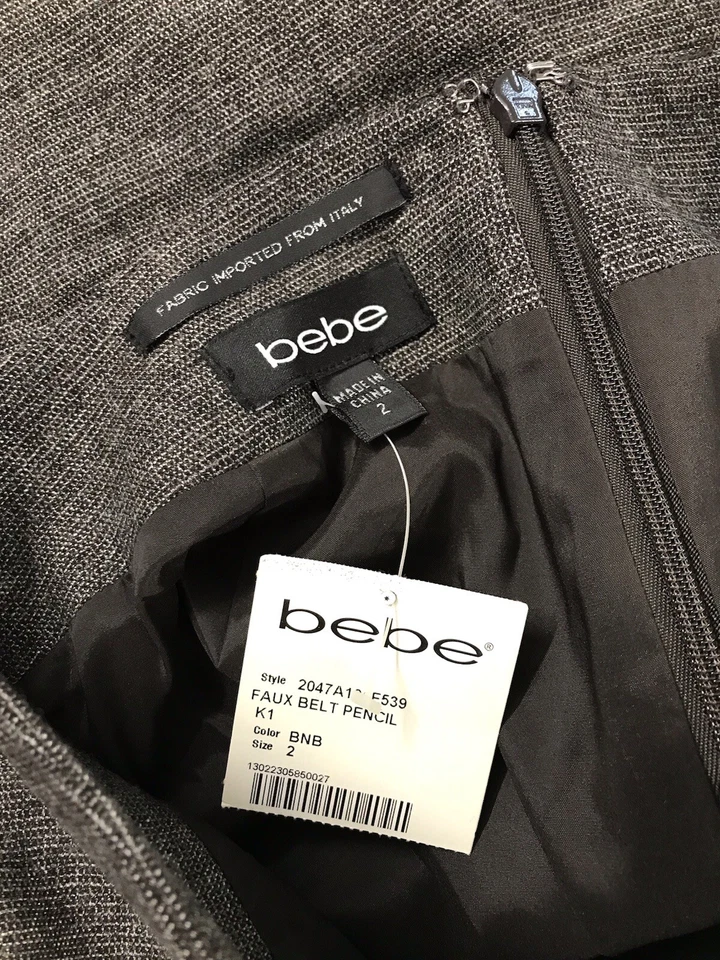 FABRIC IMPORTED FROM ITALY
bebe
MADE IN
CHINA
2
bebe®
Style
FAUX BELT PENCIL
K1
Color BNB
Size 2
13022305850027